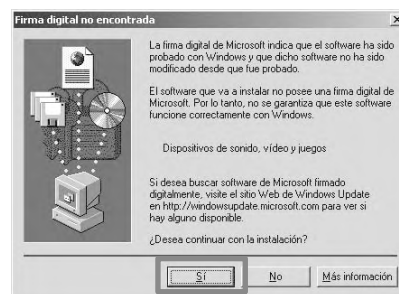 Firma digital no encontrada
La firma digital de Microsoft indica que el software ha sido
probado con Windows y que dicho software no ha sido
modificado desde que fue probado.
El software que va a instalar no posee una firma digital de
Microsoft. Por lo tanto, no se garantiza que este software
funcione correctamente con Windows.
Dispositivos de sonido, vídeo y juegos
Si desea buscar software de Microsoft firmado
digitalmente, visite el sitio Web de Windows Update
en http://windowsupdate.microsoft.com para ver si
hay alguno disponible.
¿Desea continuar con la instalación?
Sí No Más información